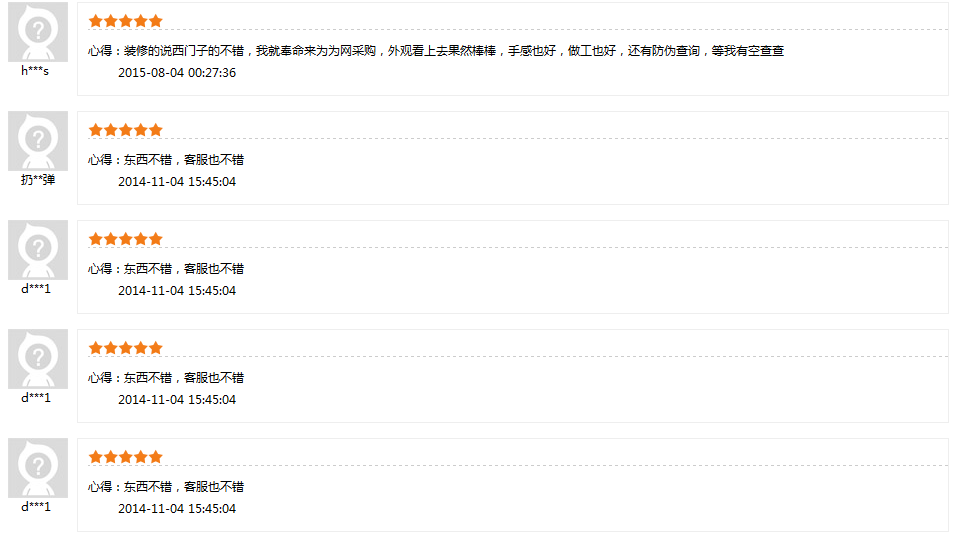 心得：装修的说西门子的不错，我就奉命来为为网采购，外观看上去果然棒棒，手感也好，做工也好，还有防伪查询，等我有空查查
h***s
2015-08-04 00:27:36
心得：东西不错，客服也不错
扔**弹
2014-11-04 15:45:04
心得：东西不错，客服也不错
d***1
2014-11-04 15:45:04
心得：东西不错，客服也不错
d***1
2014-11-04 15:45:04
心得：东西不错，客服也不错
d***1
2014-11-04 15:45:04